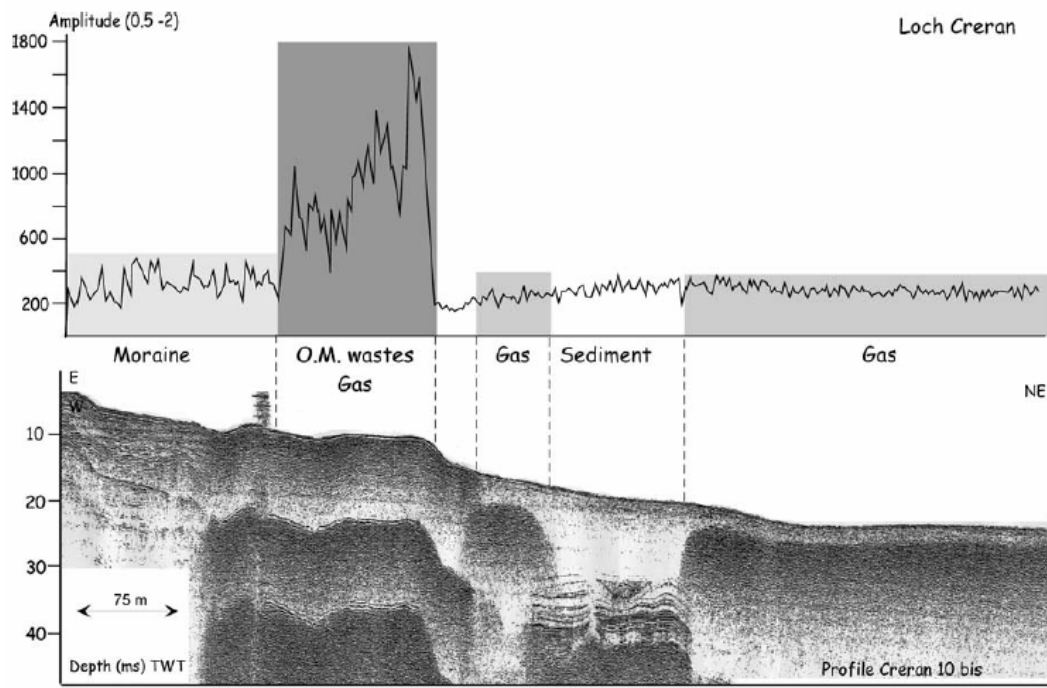 Amplitude (0.5 -2)
Loch Creran
1800
1400
1000
600
200
Moraine
O.M. wastes
Gas
Gas
Sediment
Gas
E
W
NE
10
20
30
40
75 m
Depth (ms) TWT
Profile Creran 10 bis